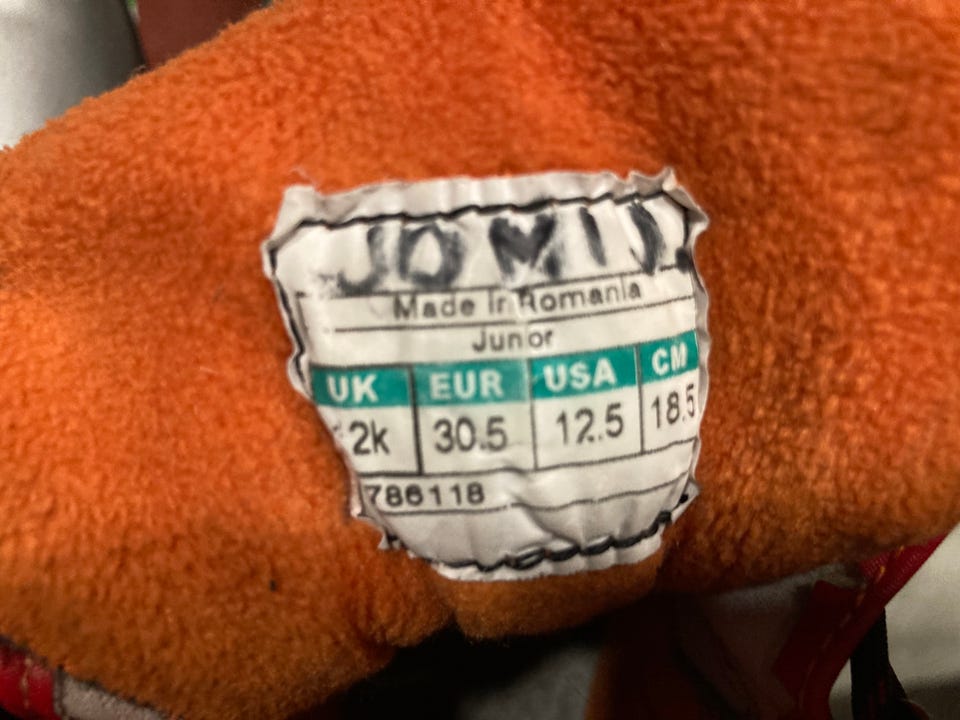 Made in Romania
Junior
UK EUR USA CM
2k 30.5 12.5 18.5
786118